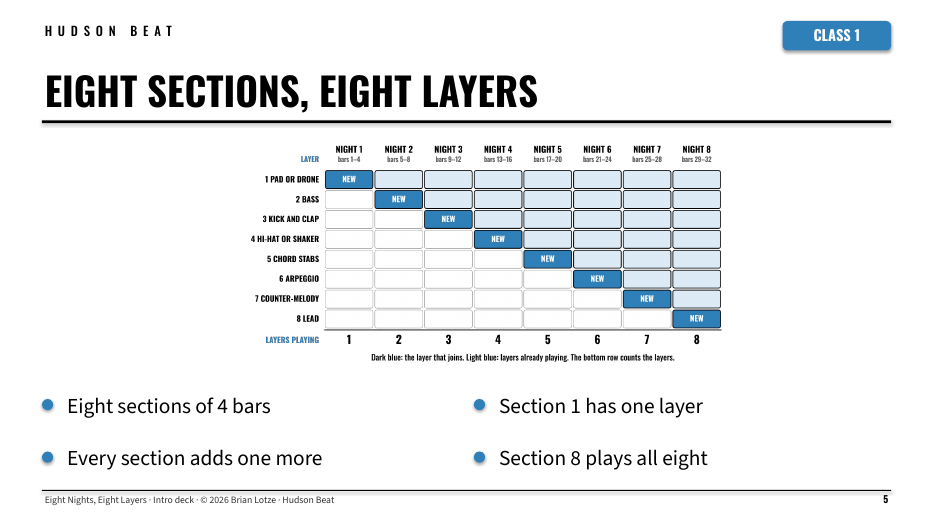 HUDSON BEAT
CLASS 1
EIGHT SECTIONS, EIGHT LAYERS
LAYER
NIGHT 1 NIGHT 2 NIGHT 3 NIGHT 4 NIGHT 5 NIGHT 6 NIGHT 7 NIGHT 8
bars 1–4 bars 5–8 bars 9–12 bars 13–16 bars 17–20 bars 21–24 bars 25–28 bars 29–32
1 PAD OR DRONE NEW
2 BASS NEW
3 KICK AND CLAP NEW
4 HI-HAT OR SHAKER NEW
5 CHORD STABS NEW
6 ARPEGGIO NEW
7 COUNTER-MELODY NEW
8 LEAD NEW
LAYERS PLAYING 1 2 3 4 5 6 7 8
Dark blue: the layer that joins. Light blue: layers already playing. The bottom row counts the layers.
Eight sections of 4 bars
Every section adds one more
Section 1 has one layer
Section 8 plays all eight
Eight Nights, Eight Layers · Intro deck · © 2026 Brian Lotze · Hudson Beat
5